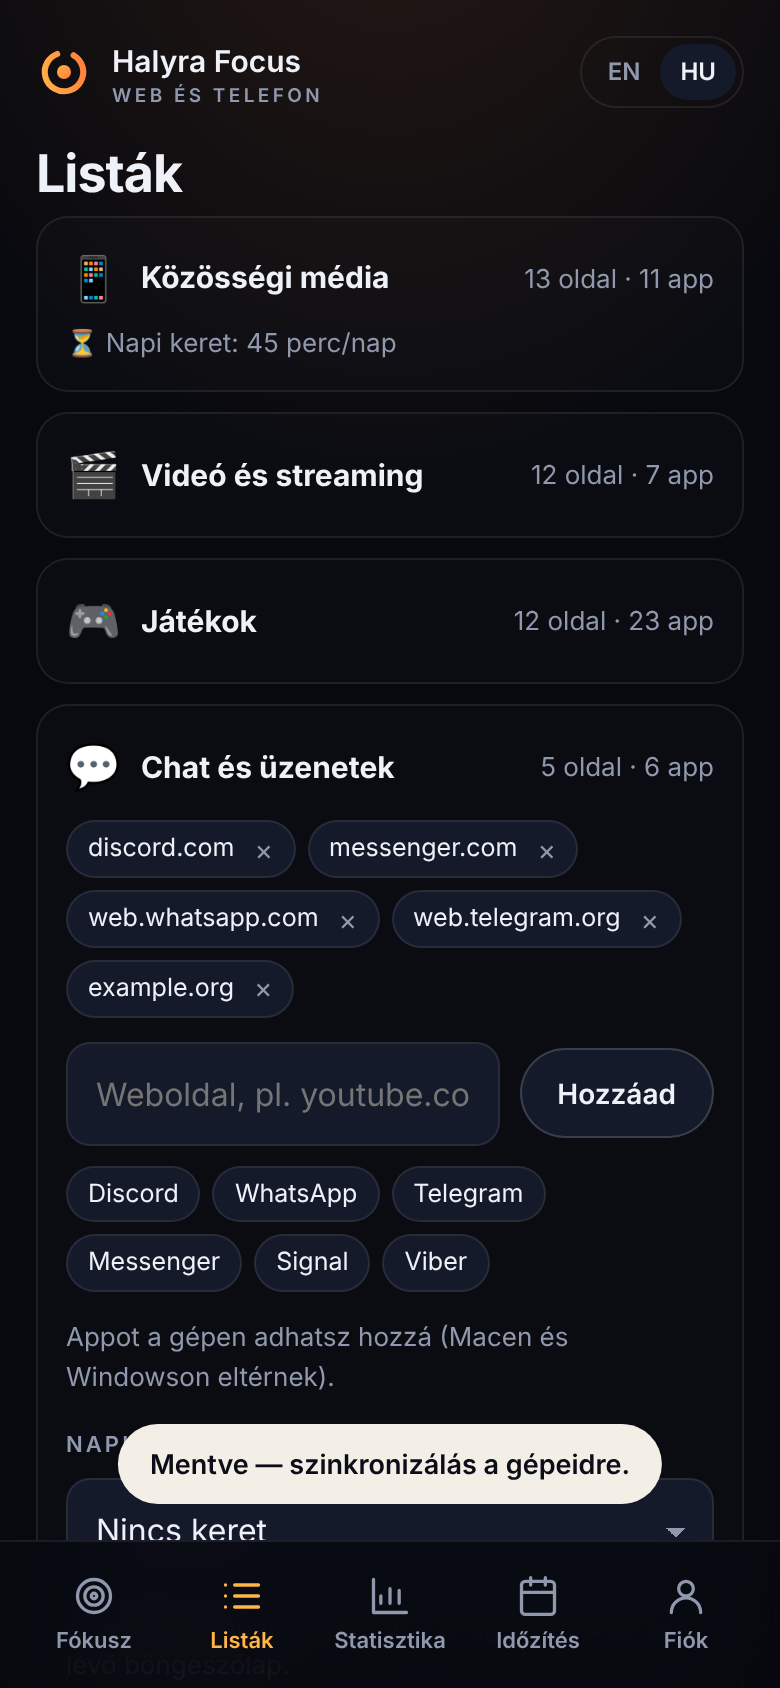 Halyra Focus
WEB ÉS TELEFON
EN HU
Listák
Közösségi média 13 oldal · 11 app
Napi keret: 45 perc/nap
Videó és streaming 12 oldal · 7 app
Játékok 12 oldal · 23 app
Chat és üzenetek 5 oldal · 6 app
discord.com × messenger.com ×
web.whatsapp.com × web.telegram.org ×
example.org ×
Weboldal, pl. youtube.co Hozzáad
Discord WhatsApp Telegram
Messenger Signal Viber
Appot a gépen adhatsz hozzá (Macen és
Windowson eltérnek).
Mentve — szinkronizálás a gépeidre.
Nincs keret
Fókusz Listák Statisztika Időzítés Fiók
levő böngészőlap.